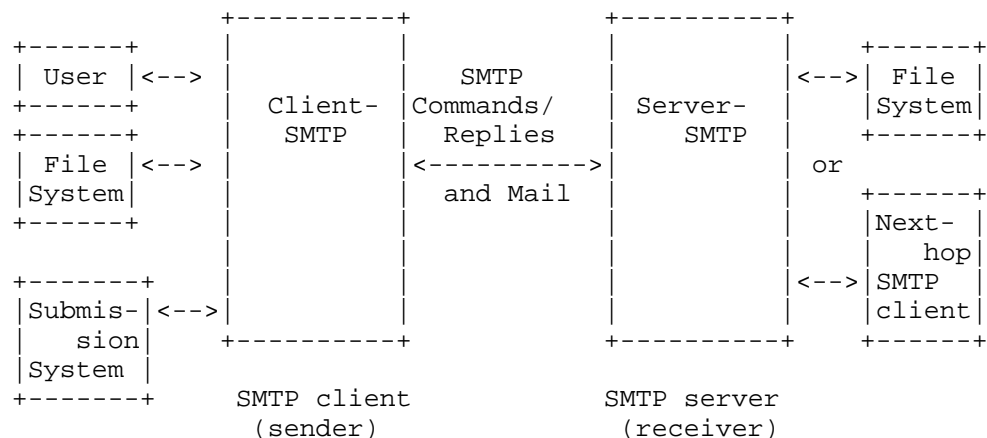 User <--> SMTP <--> File
Client- Commands/ Server- System
SMTP Replies SMTP
File <--> <----------> or
System and Mail
Next-
hop
<--> SMTP
Submis- <--> client
sion
System
SMTP client SMTP server
(sender) (receiver)